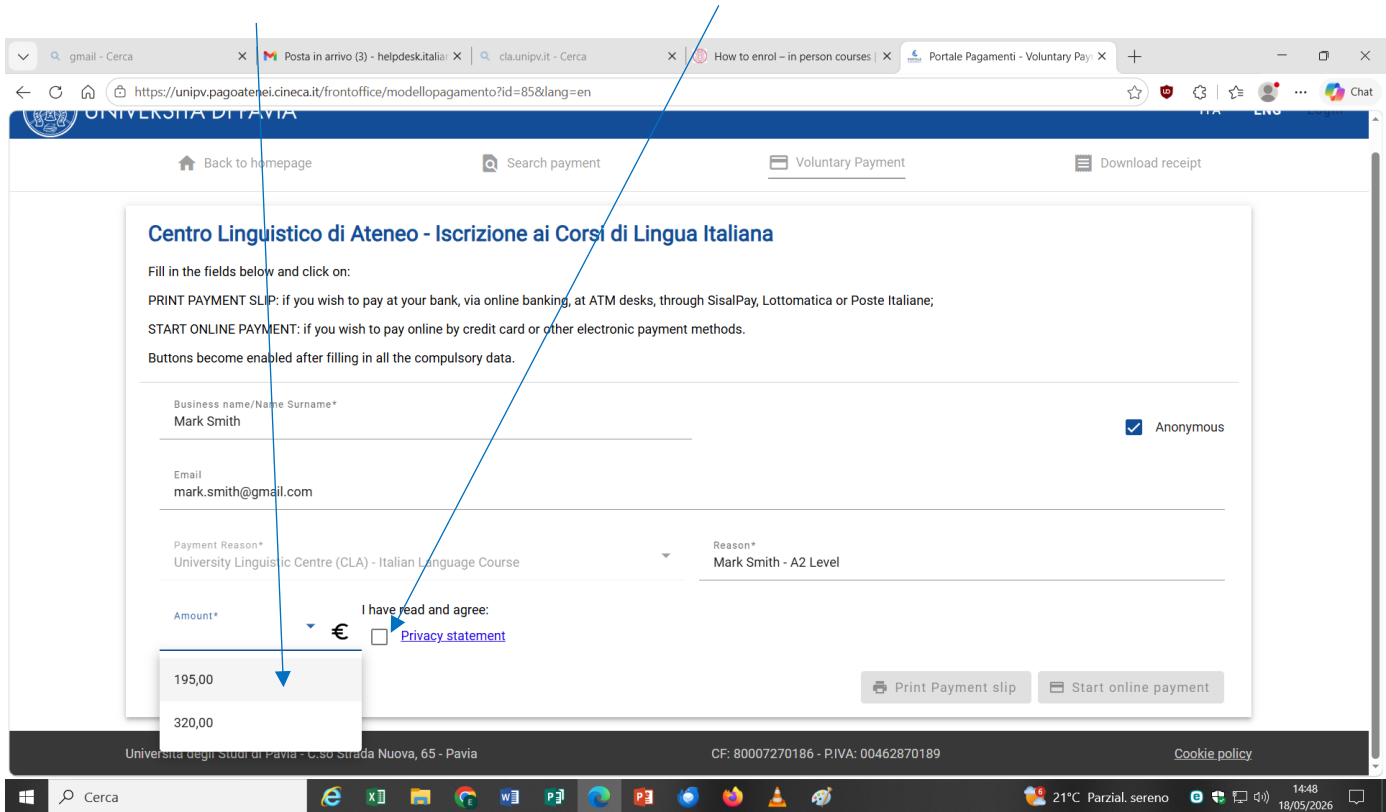 gmail - Cerca
Posta in arrivo (3) - helpdesk.italia
cla.unipv.it - Cerca
How to enrol – in person courses |
Portale Pagamenti - Voluntary Pay
https://unipv.pagoatenei.cineca.it/frontoffice/modellopagamento?id=85&lang=en
Chat
UNIVERSITÀ DI PAVIA
ITA ENG Login
Back to homepage
Search payment
Voluntary Payment
Download receipt
Centro Linguistico di Ateneo - Iscrizione ai Corsi di Lingua Italiana
Fill in the fields below and click on:
PRINT PAYMENT SLIP: if you wish to pay at your bank, via online banking, at ATM desks, through SisalPay, Lottomatica or Poste Italiane;
START ONLINE PAYMENT: if you wish to pay online by credit card or other electronic payment methods.
Buttons become enabled after filling in all the compulsory data.
Business name/Name Surname*
Mark Smith
Anonymous
Email
mark.smith@gmail.com
Payment Reason*
University Linguistic Centre (CLA) - Italian Language Course
Reason*
Mark Smith - A2 Level
Amount*
€
I have read and agree:
Privacy statement
195,00
320,00
Print Payment slip
Start online payment
Università degli Studi di Pavia - C.so Strada Nuova, 65 - Pavia
CF: 80007270186 - P.IVA: 00462870189
Cookie policy
Cerca
21°C Parzial. sereno
14:48
18/05/2026